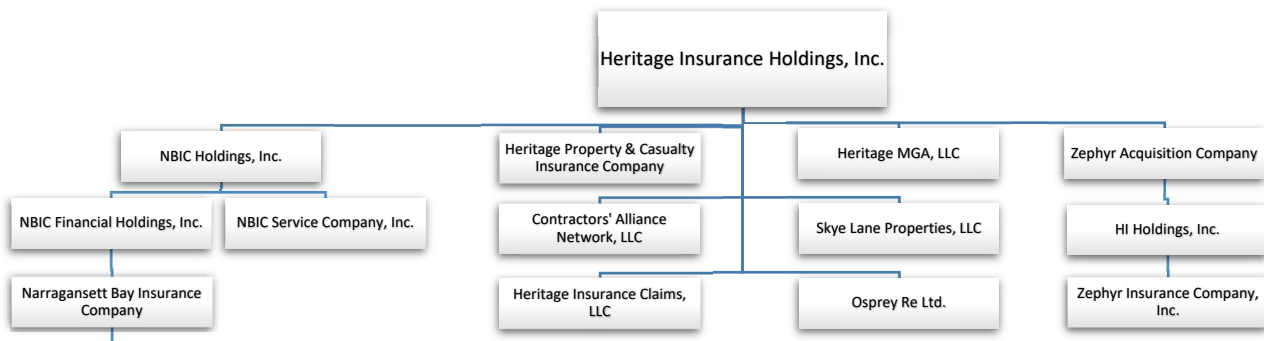 Heritage Insurance Holdings, Inc.
NBIC Holdings, Inc.
Heritage Property & Casualty
Insurance Company
Heritage MGA, LLC
Zephyr Acquisition Company
NBIC Financial Holdings, Inc.
NBIC Service Company, Inc.
Contractors' Alliance
Network, LLC
Skye Lane Properties, LLC
HI Holdings, Inc.
Narragansett Bay Insurance
Company
Heritage Insurance Claims,
LLC
Osprey Re Ltd.
Zephyr Insurance Company,
Inc.